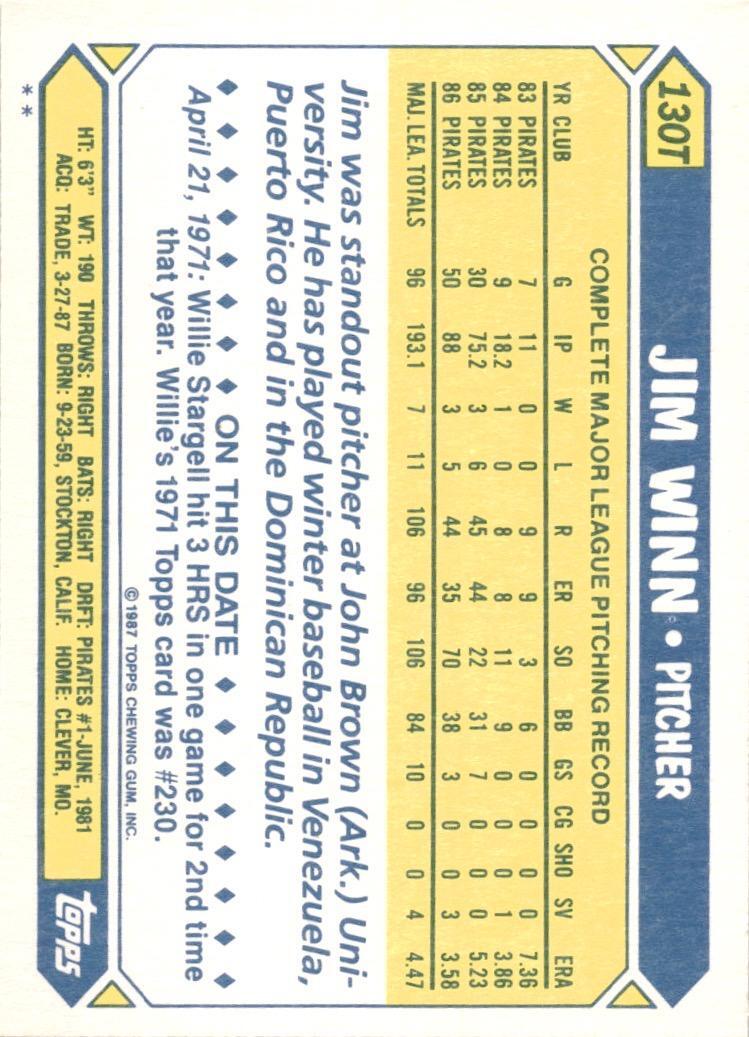 130T
JIM WINN • PITCHER
COMPLETE MAJOR LEAGUE PITCHING RECORD
YR CLUB G IP W L R ER SO BB GS CG SHO SV ERA
83 PIRATES 7 11 0 0 9 9 3 6 0 0 0 0 7.36
84 PIRATES 9 18.2 1 0 8 8 11 9 0 0 0 1 3.86
85 PIRATES 30 75.2 3 6 45 44 22 31 7 0 0 0 5.23
86 PIRATES 50 88 3 5 44 35 70 38 3 0 0 3 3.58
MAJ. LEA. TOTALS 96 193.1 7 11 106 96 106 84 10 0 0 4 4.47
Jim was standout pitcher at John Brown (Ark.) Uni-
versity. He has played winter baseball in Venezuela,
Puerto Rico and in the Dominican Republic.
ON THIS DATE
April 21, 1971: Willie Stargell hit 3 HRS in one game for 2nd time
that year. Willie's 1971 Topps card was #230.
©1987 TOPPS CHEWING GUM, INC.
HT: 6'3" WT: 190 THROWS: RIGHT BATS: RIGHT DRFT: PIRATES #1-JUNE, 1981
ACQ: TRADE, 3-27-87 BORN: 9-23-59, STOCKTON, CALIF. HOME: CLEVER, MO.
topps
**